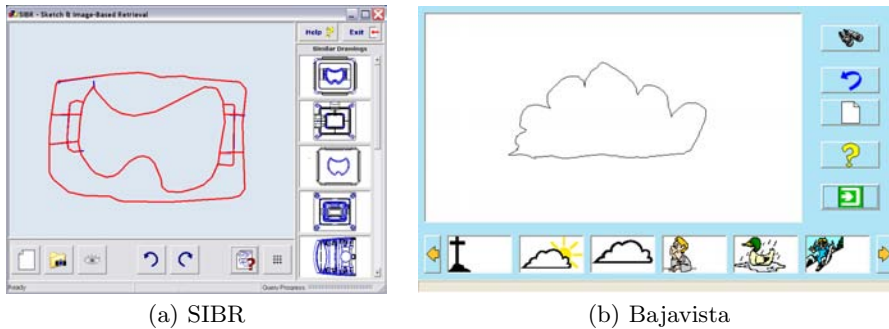 SIBR - Sketch & Image-Based Retrieval
Help Exit
Similar Drawings
Ready
Query Progress
(a) SIBR
(b) Bajavista